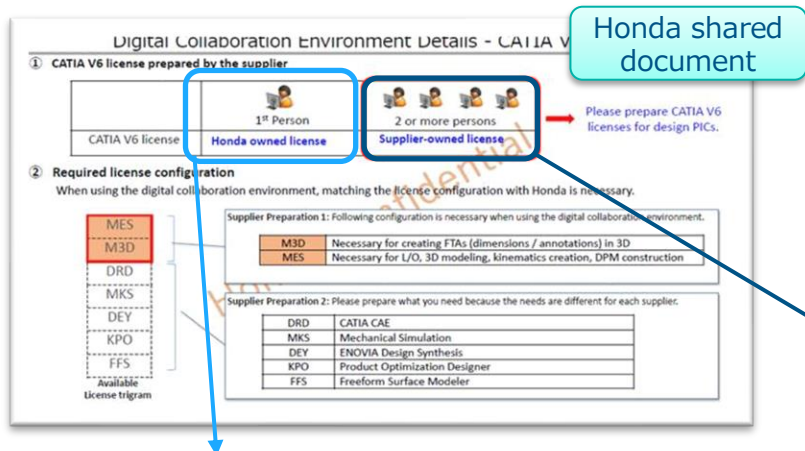 Honda shared
document
Digital Collaboration Environment Details - CATIA V
① CATIA V6 license prepared by the supplier
1st Person
2 or more persons
Please prepare CATIA V6
licenses for design PICs.
CATIA V6 license
Honda owned license
Supplier-owned license
② Required license configuration
When using the digital collaboration environment, matching the license configuration with Honda is necessary.
MES
M3D
DRD
MKS
DEY
KPO
FFS
Available
License trigram
Supplier Preparation 1: Following configuration is necessary when using the digital collaboration environment.
M3D Necessary for creating FTAs (dimensions / annotations) in 3D
MES Necessary for L/O, 3D modeling, kinematics creation, DPM construction
Supplier Preparation 2: Please prepare what you need because the needs are different for each supplier.
DRD CATIA CAE
MKS Mechanical Simulation
DEY ENOVIA Design Synthesis
KPO Product Optimization Designer
FFS Freeform Surface Modeler